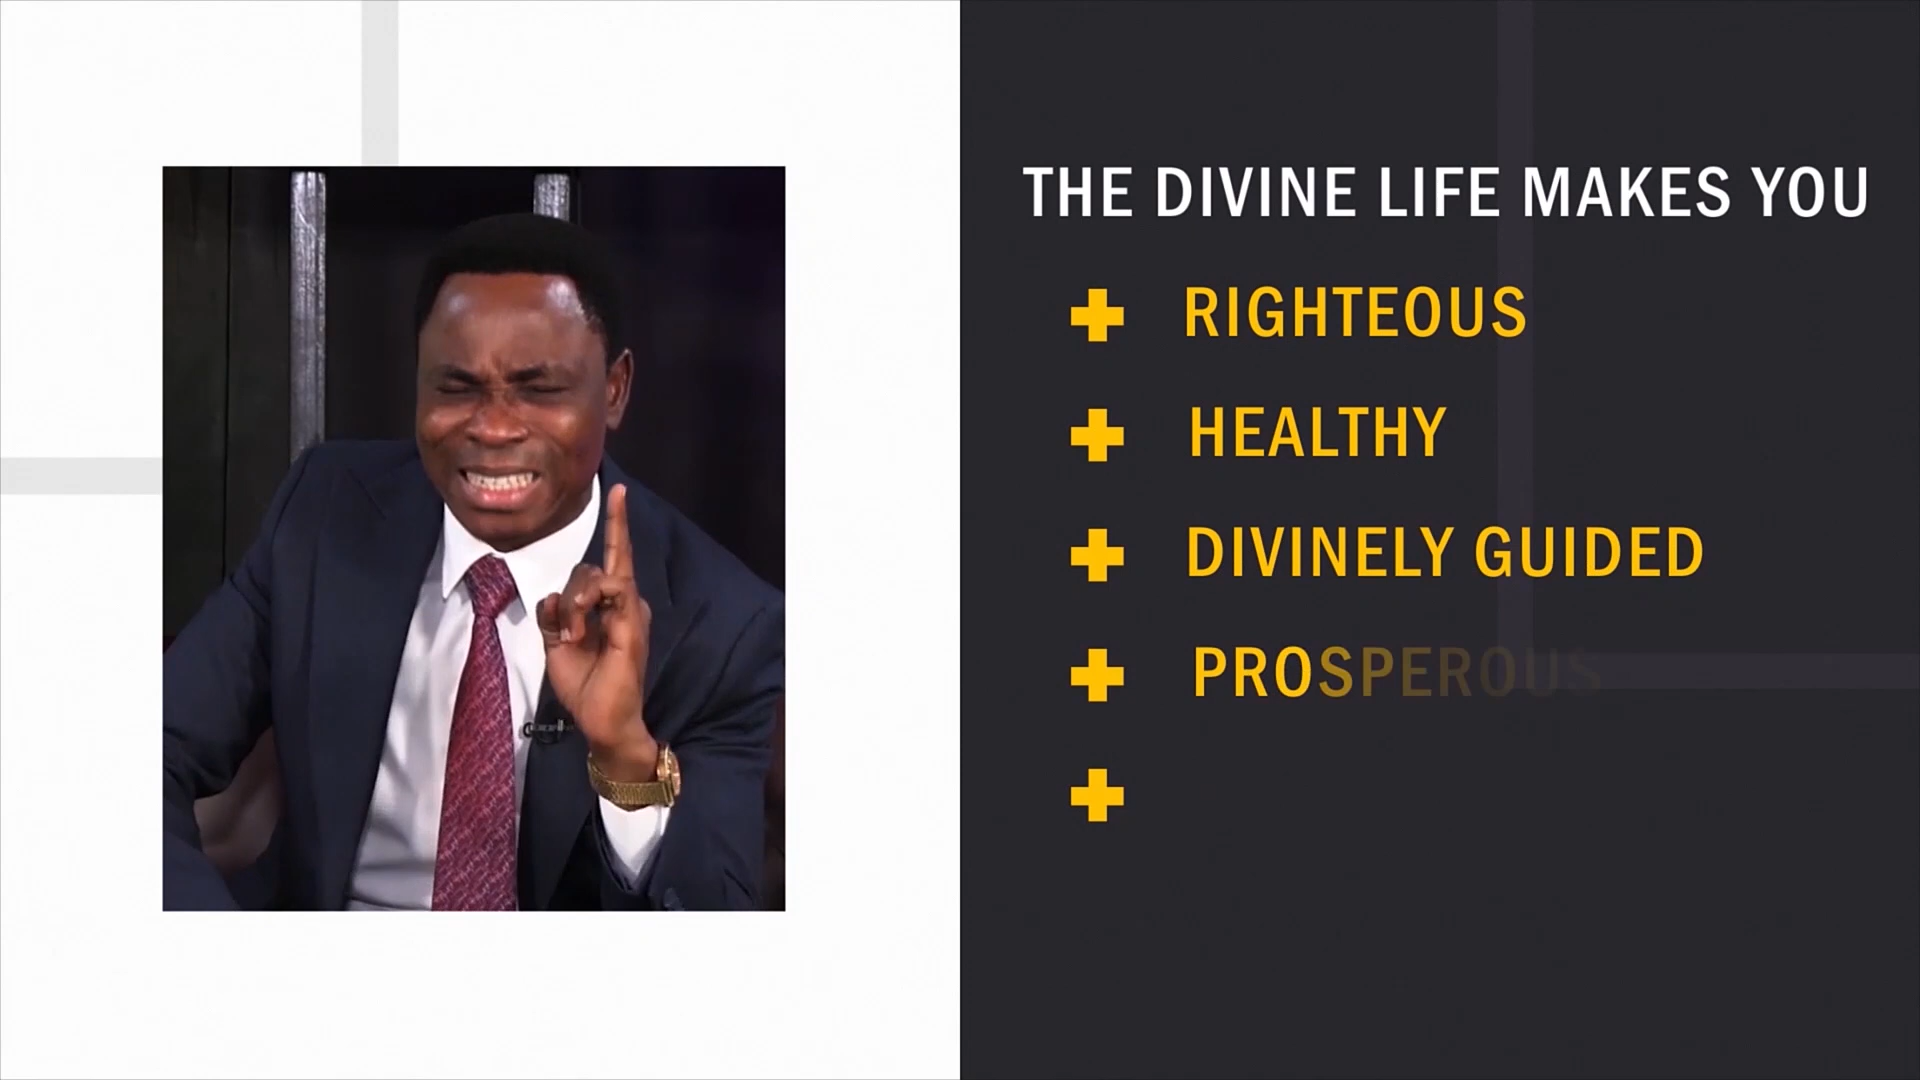 THE DIVINE LIFE MAKES YOU
RIGHTEOUS
HEALTHY
DIVINELY GUIDED
PROSPEROUS